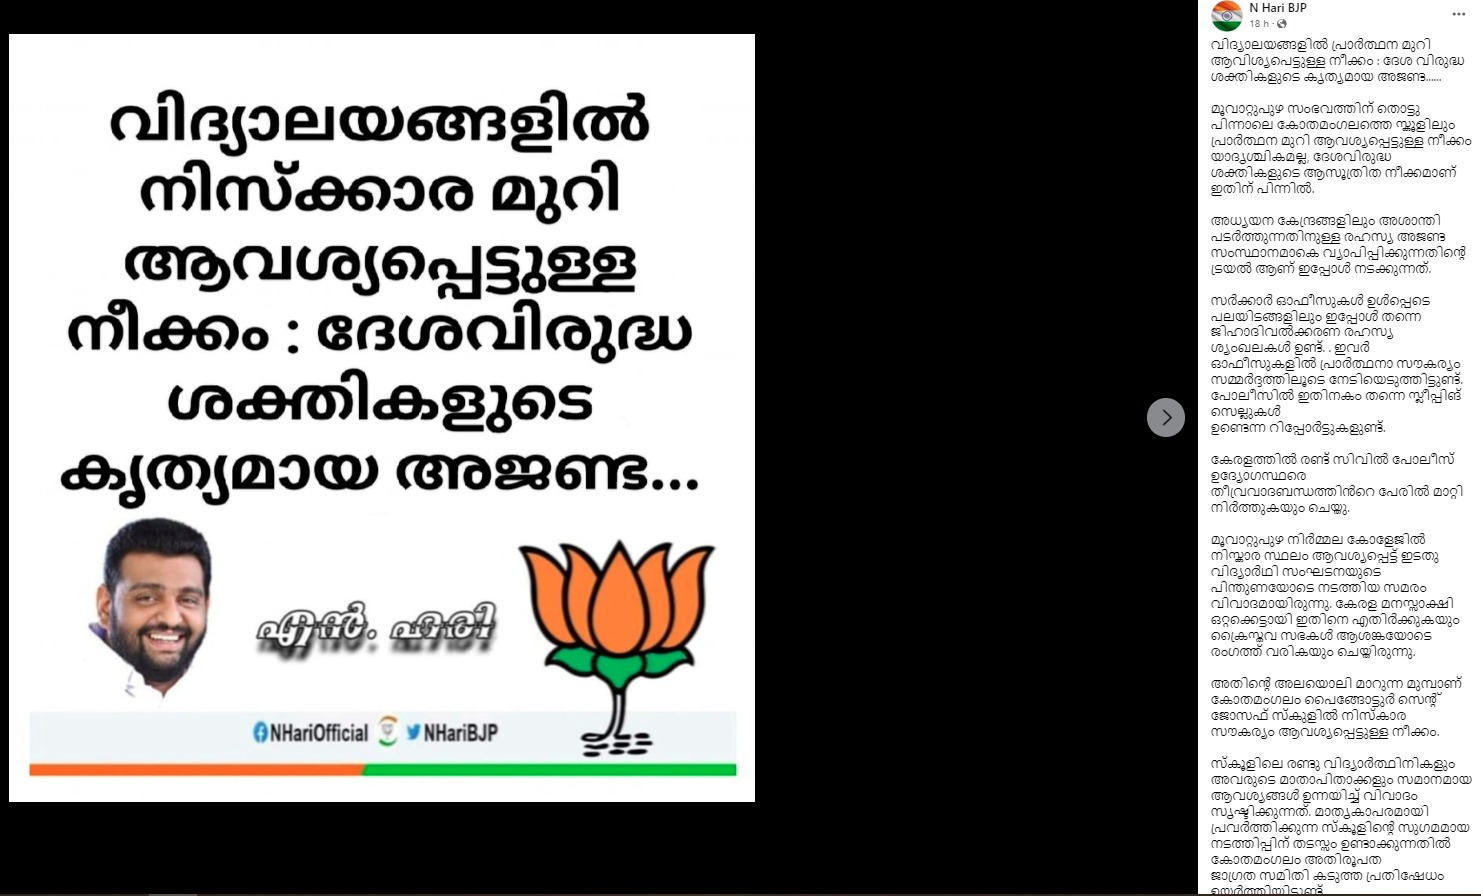 വിദ്യാലയങ്ങളിൽ
നിസ്ക്കാര മുറി
ആവശ്യപ്പെട്ടുള്ള
നീക്കം : ദേശവിരുദ്ധ
ശക്തികളുടെ
കൃത്യമായ അജണ്ട...
എൻ. ഹരി
NHariOfficial NHariBJP
N Hari BJP
18 h
വിദ്യാലയങ്ങളിൽ പ്രാർത്ഥന മുറി
ആവിശ്യപെട്ടുള്ള നീക്കം : ദേശ വിരുദ്ധ
ശക്തികളുടെ കൃത്യമായ അജണ്ട......
മൂവാറ്റുപുഴ സംഭവത്തിന് തൊട്ടു
പിന്നാലെ കോതമംഗലത്തെ സ്കൂളിലും
പ്രാർത്ഥന മുറി ആവശ്യപ്പെട്ടുള്ള നീക്കം
യാദൃശ്ചികമല്ല, ദേശവിരുദ്ധ
ശക്തികളുടെ ആസൂത്രിത നീക്കമാണ്
ഇതിന് പിന്നിൽ.
അധ്യയന കേന്ദ്രങ്ങളിലും അശാന്തി
പടർത്തുന്നതിനുള്ള രഹസ്യ അജണ്ട
സംസ്ഥാനമാകെ വ്യാപിപ്പിക്കുന്നതിന്റെ
ട്രയൽ ആണ് ഇപ്പോൾ നടക്കുന്നത്.
സർക്കാർ ഓഫീസുകൾ ഉൾപ്പെടെ
പലയിടങ്ങളിലും ഇപ്പോൾ തന്നെ
ജിഹാദിവൽക്കരണ രഹസ്യ
ശൃംഖലകൾ ഉണ്ട്. . ഇവർ
ഓഫീസുകളിൽ പ്രാർത്ഥനാ സൗകര്യം
സമ്മർദ്ദത്തിലൂടെ നേടിയെടുത്തിട്ടുണ്ട്.
പോലീസിൽ ഇതിനകം തന്നെ സ്ലീപ്പിങ്
സെല്ലുകൾ
ഉണ്ടെന്ന റിപ്പോർട്ടുകളുണ്ട്.
കേരളത്തിൽ രണ്ട് സിവിൽ പോലീസ്
ഉദ്യോഗസ്ഥരെ
തീവ്രവാദബന്ധത്തിൻറെ പേരിൽ മാറ്റി
നിർത്തുകയും ചെയ്തു.
മൂവാറ്റുപുഴ നിർമ്മല കോളേജിൽ
നിസ്കാര സ്ഥലം ആവശ്യപ്പെട്ട് ഇടതു
വിദ്യാർഥി സംഘടനയുടെ
പിന്തുണയോടെ നടത്തിയ സമരം
വിവാദമായിരുന്നു. കേരള മനസ്സാക്ഷി
ഒറ്റക്കെട്ടായി ഇതിനെ എതിർക്കുകയും
ക്രൈസ്തവ സഭകൾ ആശങ്കയോടെ
രംഗത്ത് വരികയും ചെയ്തിരുന്നു.
അതിന്റെ അലയൊലി മാറുന്ന മുമ്പാണ്
കോതമംഗലം പൈങ്ങോട്ടൂർ സെന്റ്
ജോസഫ് സ്കുളിൽ നിസ്കാര
സൗകര്യം ആവശ്യപ്പെട്ടുള്ള നീക്കം.
സ്കൂളിലെ രണ്ടു വിദ്യാർത്ഥിനികളും
അവരുടെ മാതാപിതാക്കളും സമാനമായ
ആവശ്യങ്ങൾ ഉന്നയിച്ച് വിവാദം
സൃഷ്ടിക്കുന്നത്. മാതൃകാപരമായി
പ്രവർത്തിക്കുന്ന സ്കൂളിന്റെ സുഗമമായ
നടത്തിപ്പിന് തടസ്സം ഉണ്ടാക്കുന്നതിൽ
കോതമംഗലം അതിരൂപത
ജാഗ്രത സമിതി കടുത്ത പ്രതിഷേധം
ഉയർത്തിയിട്ടുണ്ട്